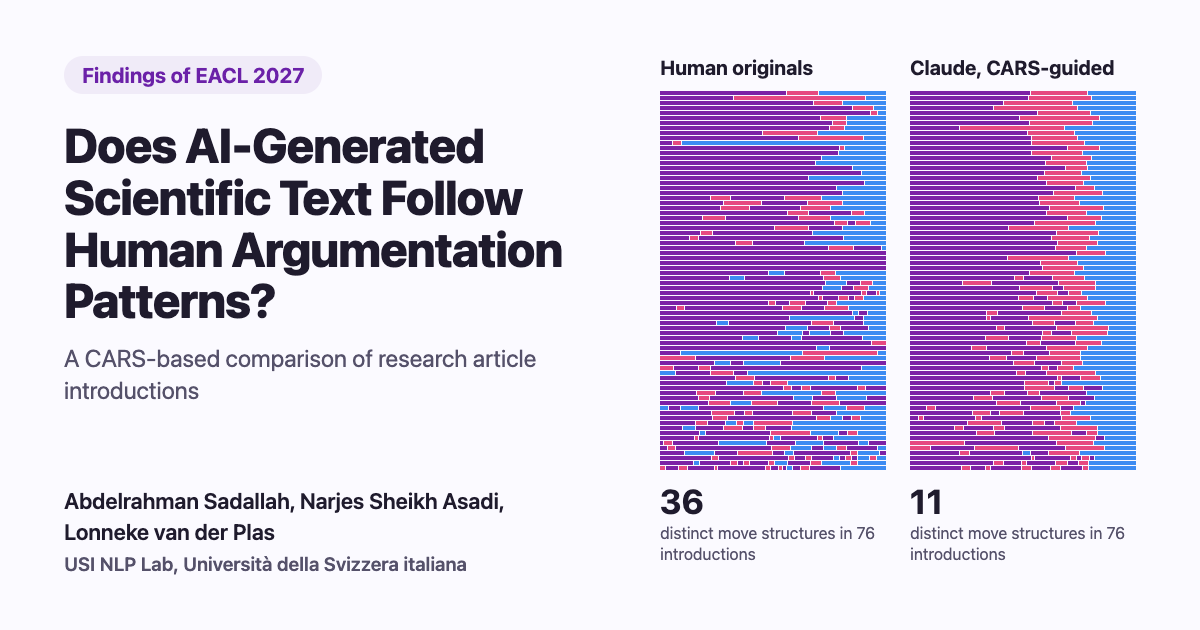 Findings of EACL 2027
Does AI-Generated
Scientific Text Follow
Human Argumentation
Patterns?
A CARS-based comparison of research article
introductions
Abdelrahman Sadallah, Narjes Sheikh Asadi,
Lonneke van der Plas
USI NLP Lab, Università della Svizzera italiana
Human originals
36
distinct move structures in 76
introductions
Claude, CARS-guided
11
distinct move structures in 76
introductions